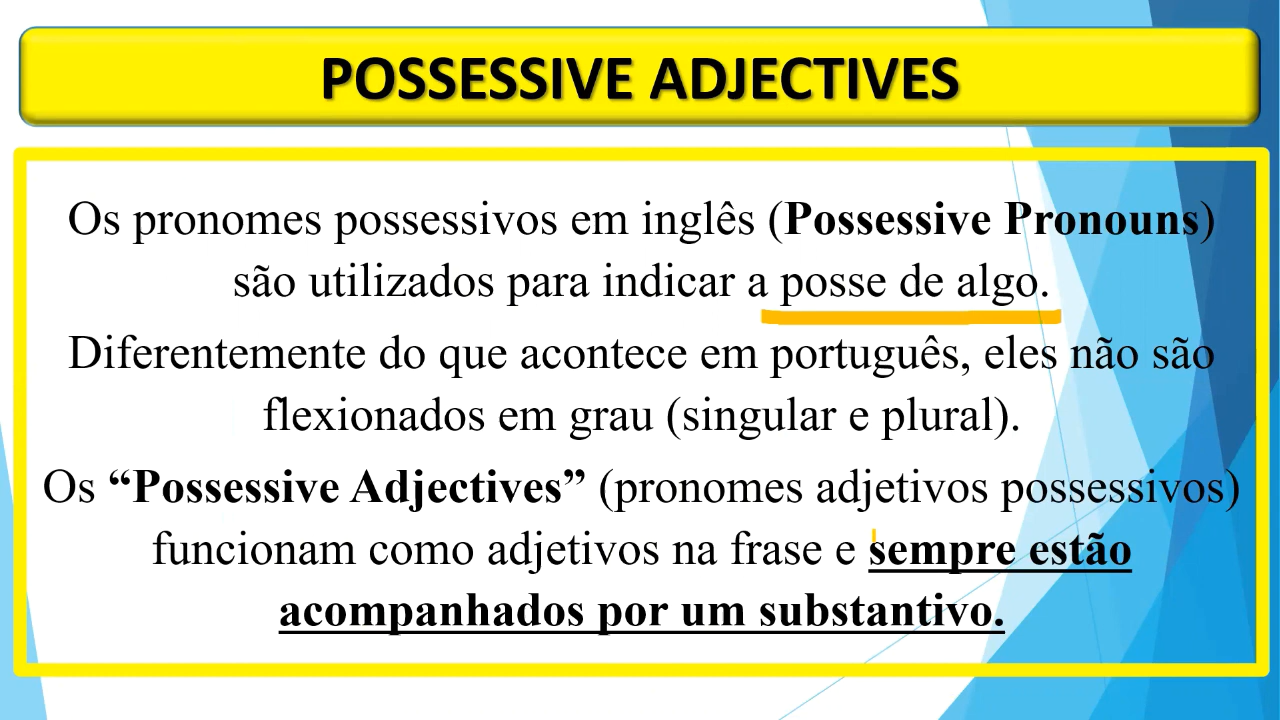 POSSESSIVE ADJECTIVES
Os pronomes possessivos em inglês (Possessive Pronouns)
são utilizados para indicar a posse de algo.
Diferentemente do que acontece em português, eles não são
flexionados em grau (singular e plural).
Os “Possessive Adjectives” (pronomes adjetivos possessivos)
funcionam como adjetivos na frase e sempre estão
acompanhados por um substantivo.